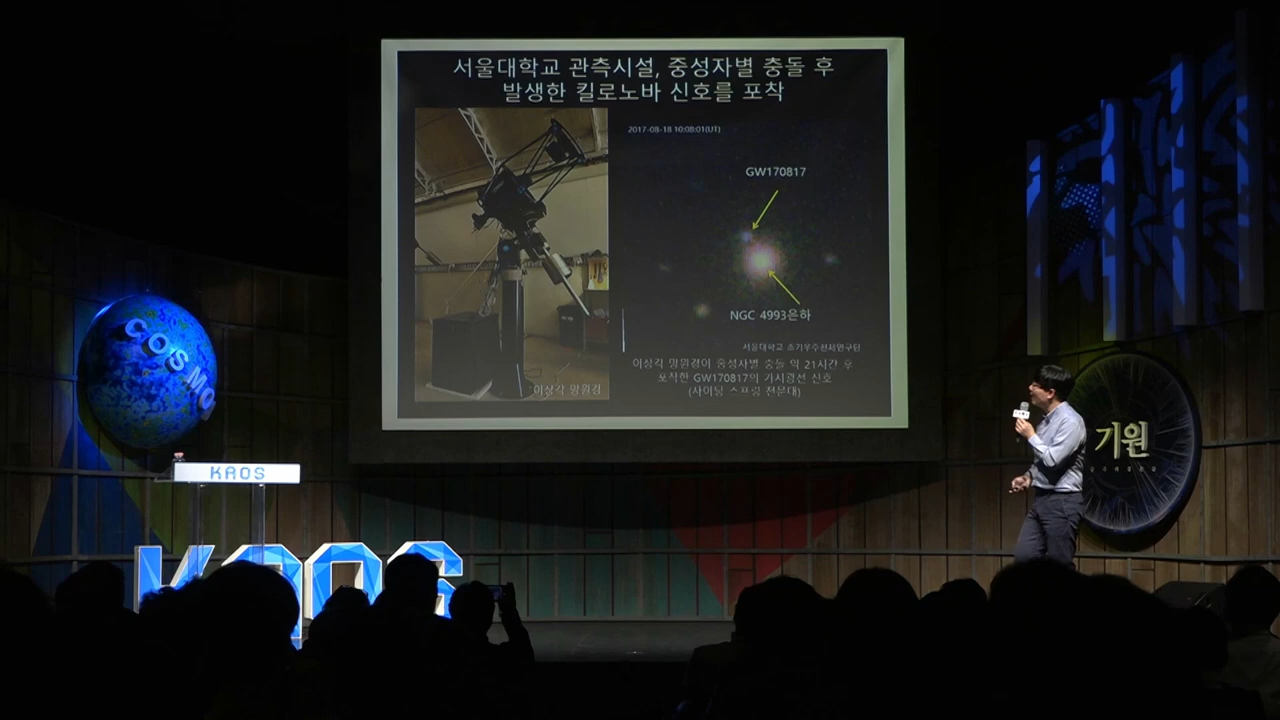 서울대학교 관측시설, 중성자별 충돌 후
발생한 킬로노바 신호를 포착
2017-08-18 10:08:01(UT)
GW170817
NGC 4993은하
서울대학교 초기우주천체연구단
이상각 망원경이 중성자별 충돌 약 21시간 후
포착한 GW170817의 가시광선 신호
(사이딩 스프링 천문대)
이상각 망원경
COSMO
KAOS
KAOS
기원